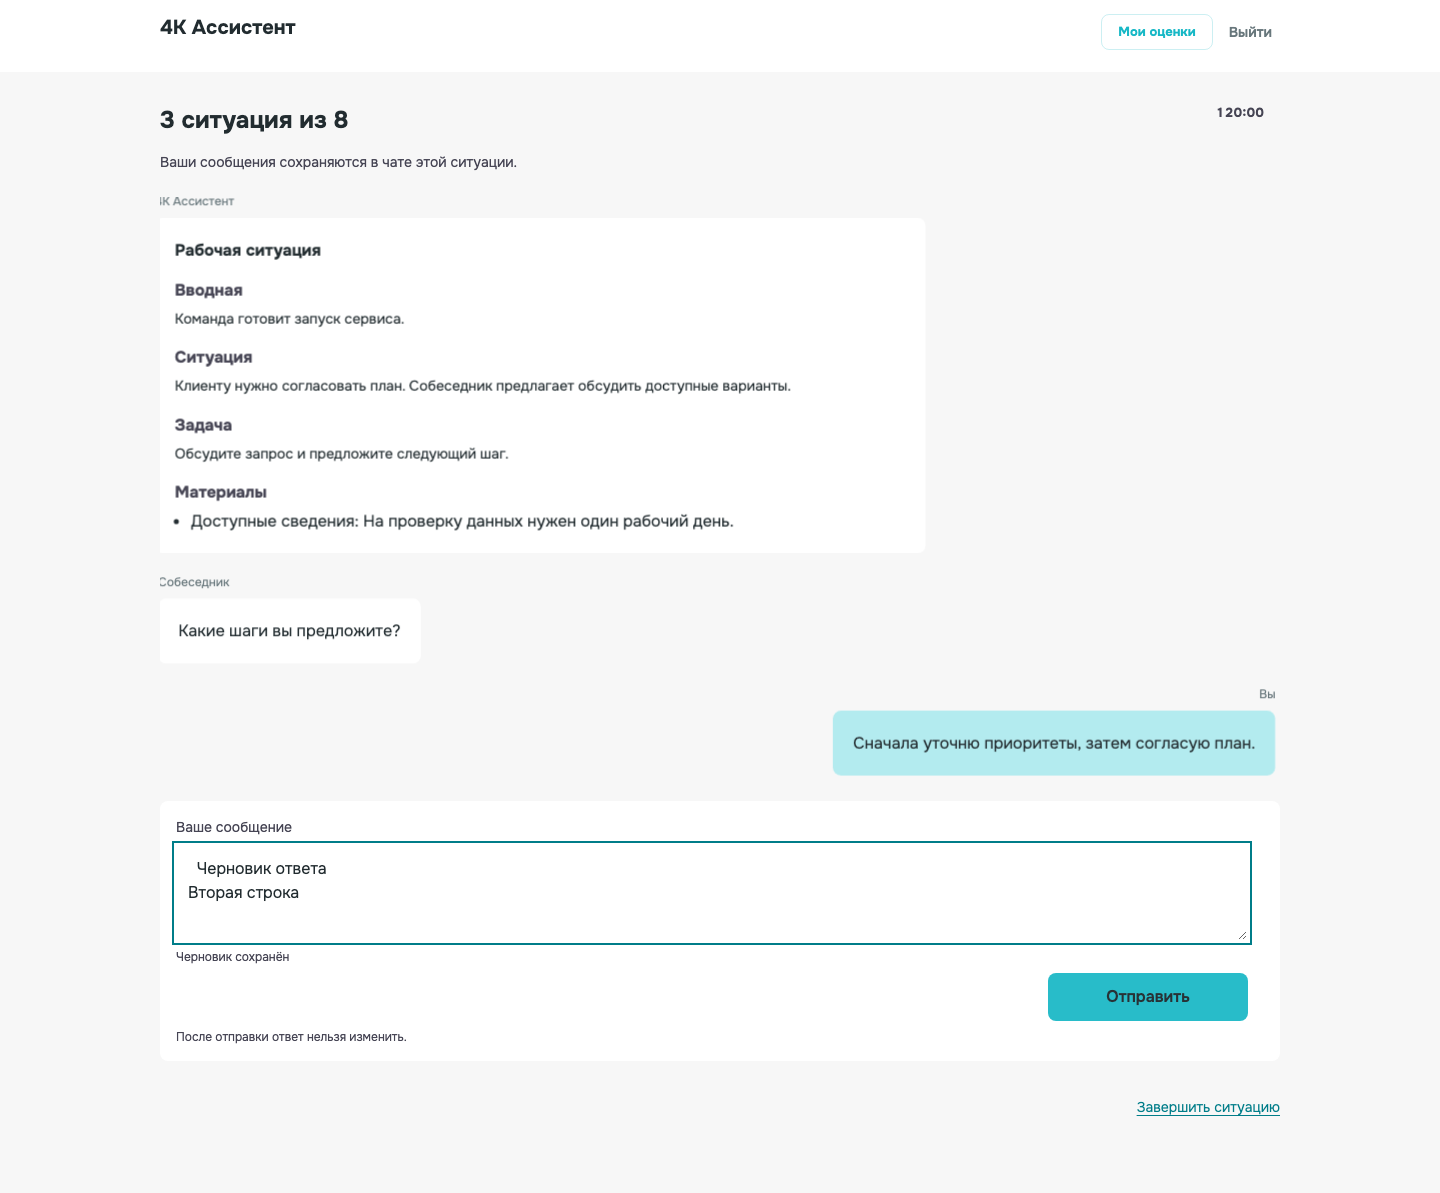 4К Ассистент
Мои оценки
Выйти
3 ситуация из 8
1 20:00
Ваши сообщения сохраняются в чате этой ситуации.
4К Ассистент
Рабочая ситуация
Вводная
Команда готовит запуск сервиса.
Ситуация
Клиенту нужно согласовать план. Собеседник предлагает обсудить доступные варианты.
Задача
Обсудите запрос и предложите следующий шаг.
Материалы
• Доступные сведения: На проверку данных нужен один рабочий день.
Собеседник
Какие шаги вы предложите?
Вы
Сначала уточню приоритеты, затем согласую план.
Ваше сообщение
Черновик ответа
Вторая строка
Черновик сохранён
Отправить
После отправки ответ нельзя изменить.
Завершить ситуацию